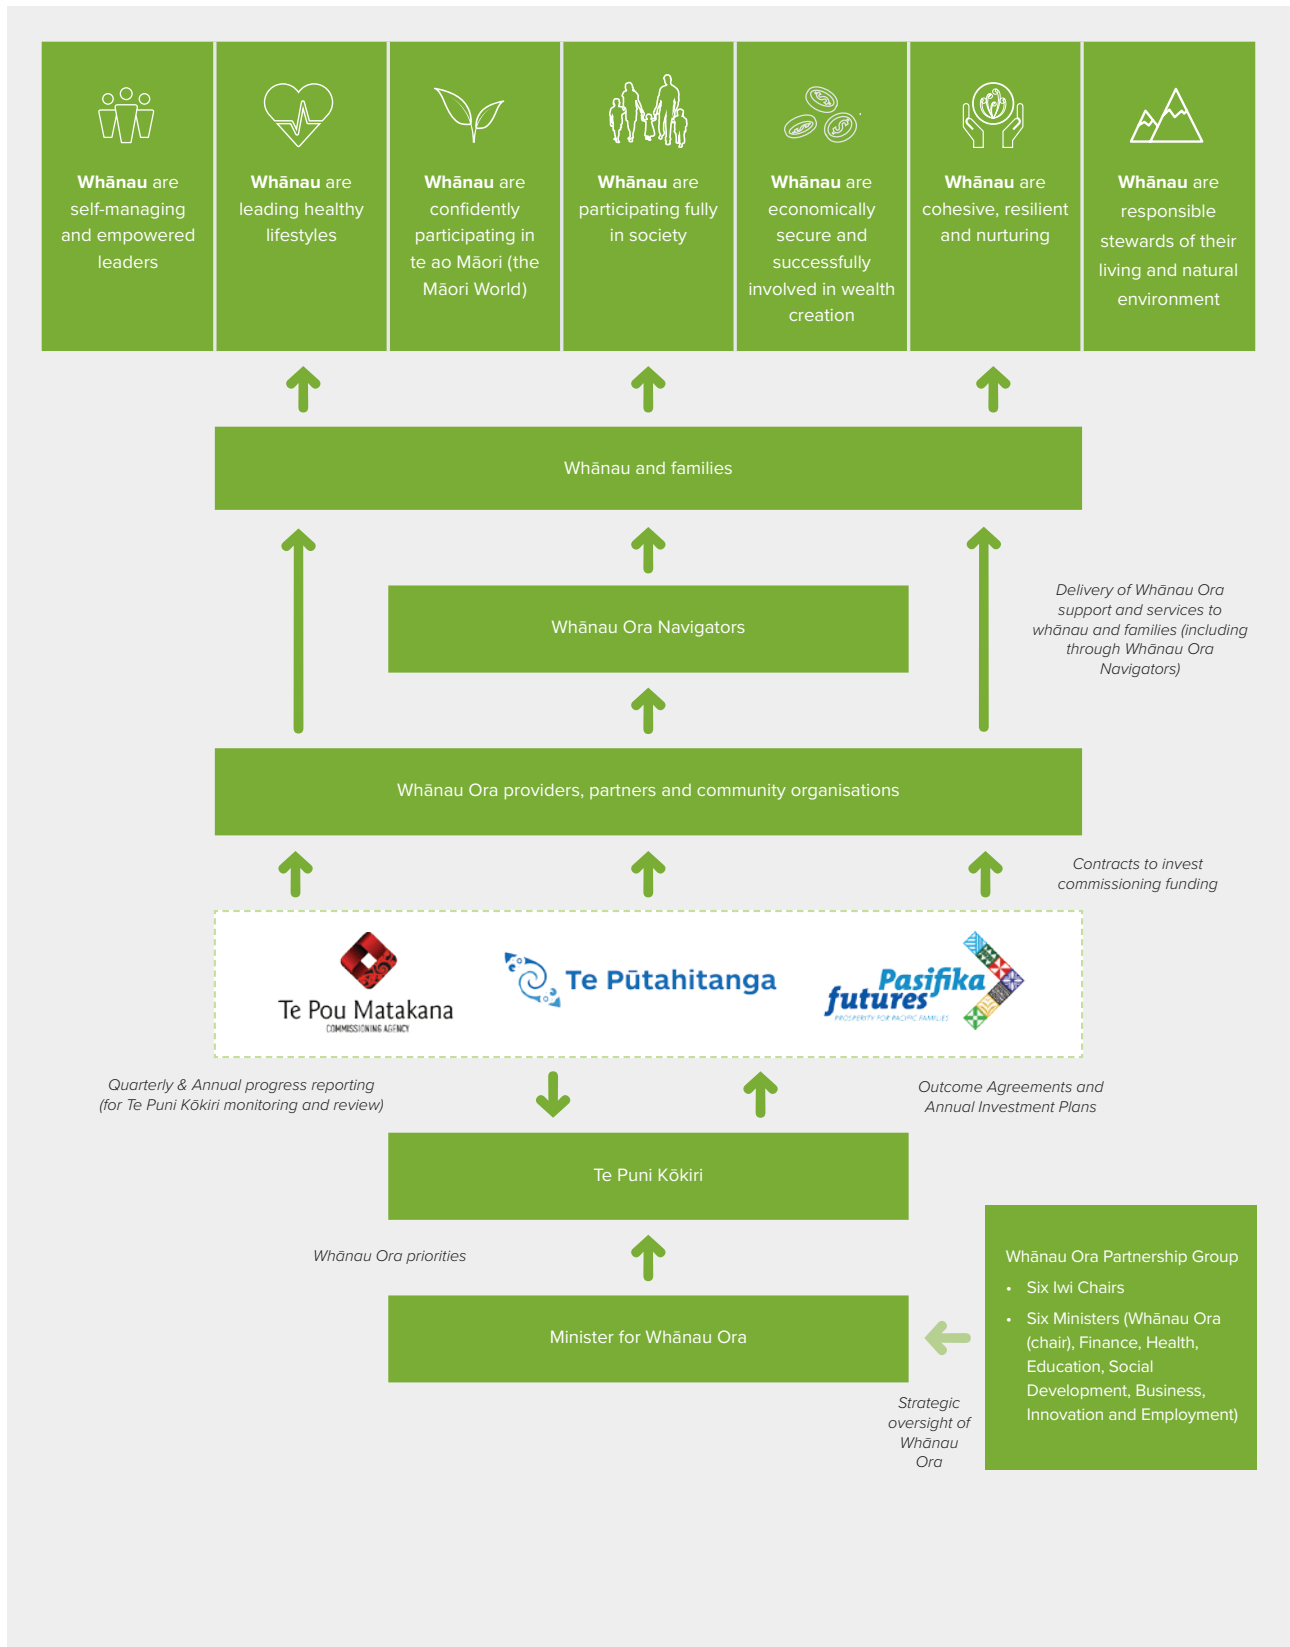 Whānau are
self-managing
and empowered
leaders
Whānau are
leading healthy
lifestyles
Whānau are
confidently
participating in
te ao Māori (the
Māori World)
Whānau are
participating fully
in society
Whānau are
economically
secure and
successfully
involved in wealth
creation
Whānau are
cohesive, resilient
and nurturing
Whānau are
responsible
stewards of their
living and natural
environment
Whānau and families
Whānau Ora Navigators
Delivery of Whānau Ora
support and services to
whānau and families (including
through Whānau Ora
Navigators)
Whānau Ora providers, partners and community organisations
Contracts to invest
commissioning funding
Te Pou Matakana
COMMISSIONING AGENCY
Te Pūtahitanga
Pasifika
futures
PROSPERITY FOR PACIFIC FAMILIES
Quarterly & Annual progress reporting
(for Te Puni Kōkiri monitoring and review)
Outcome Agreements and
Annual Investment Plans
Te Puni Kōkiri
Whānau Ora priorities
Minister for Whānau Ora
Strategic
oversight of
Whānau
Ora
Whānau Ora Partnership Group
• Six Iwi Chairs
• Six Ministers (Whānau Ora
(chair), Finance, Health,
Education, Social
Development, Business,
Innovation and Employment)